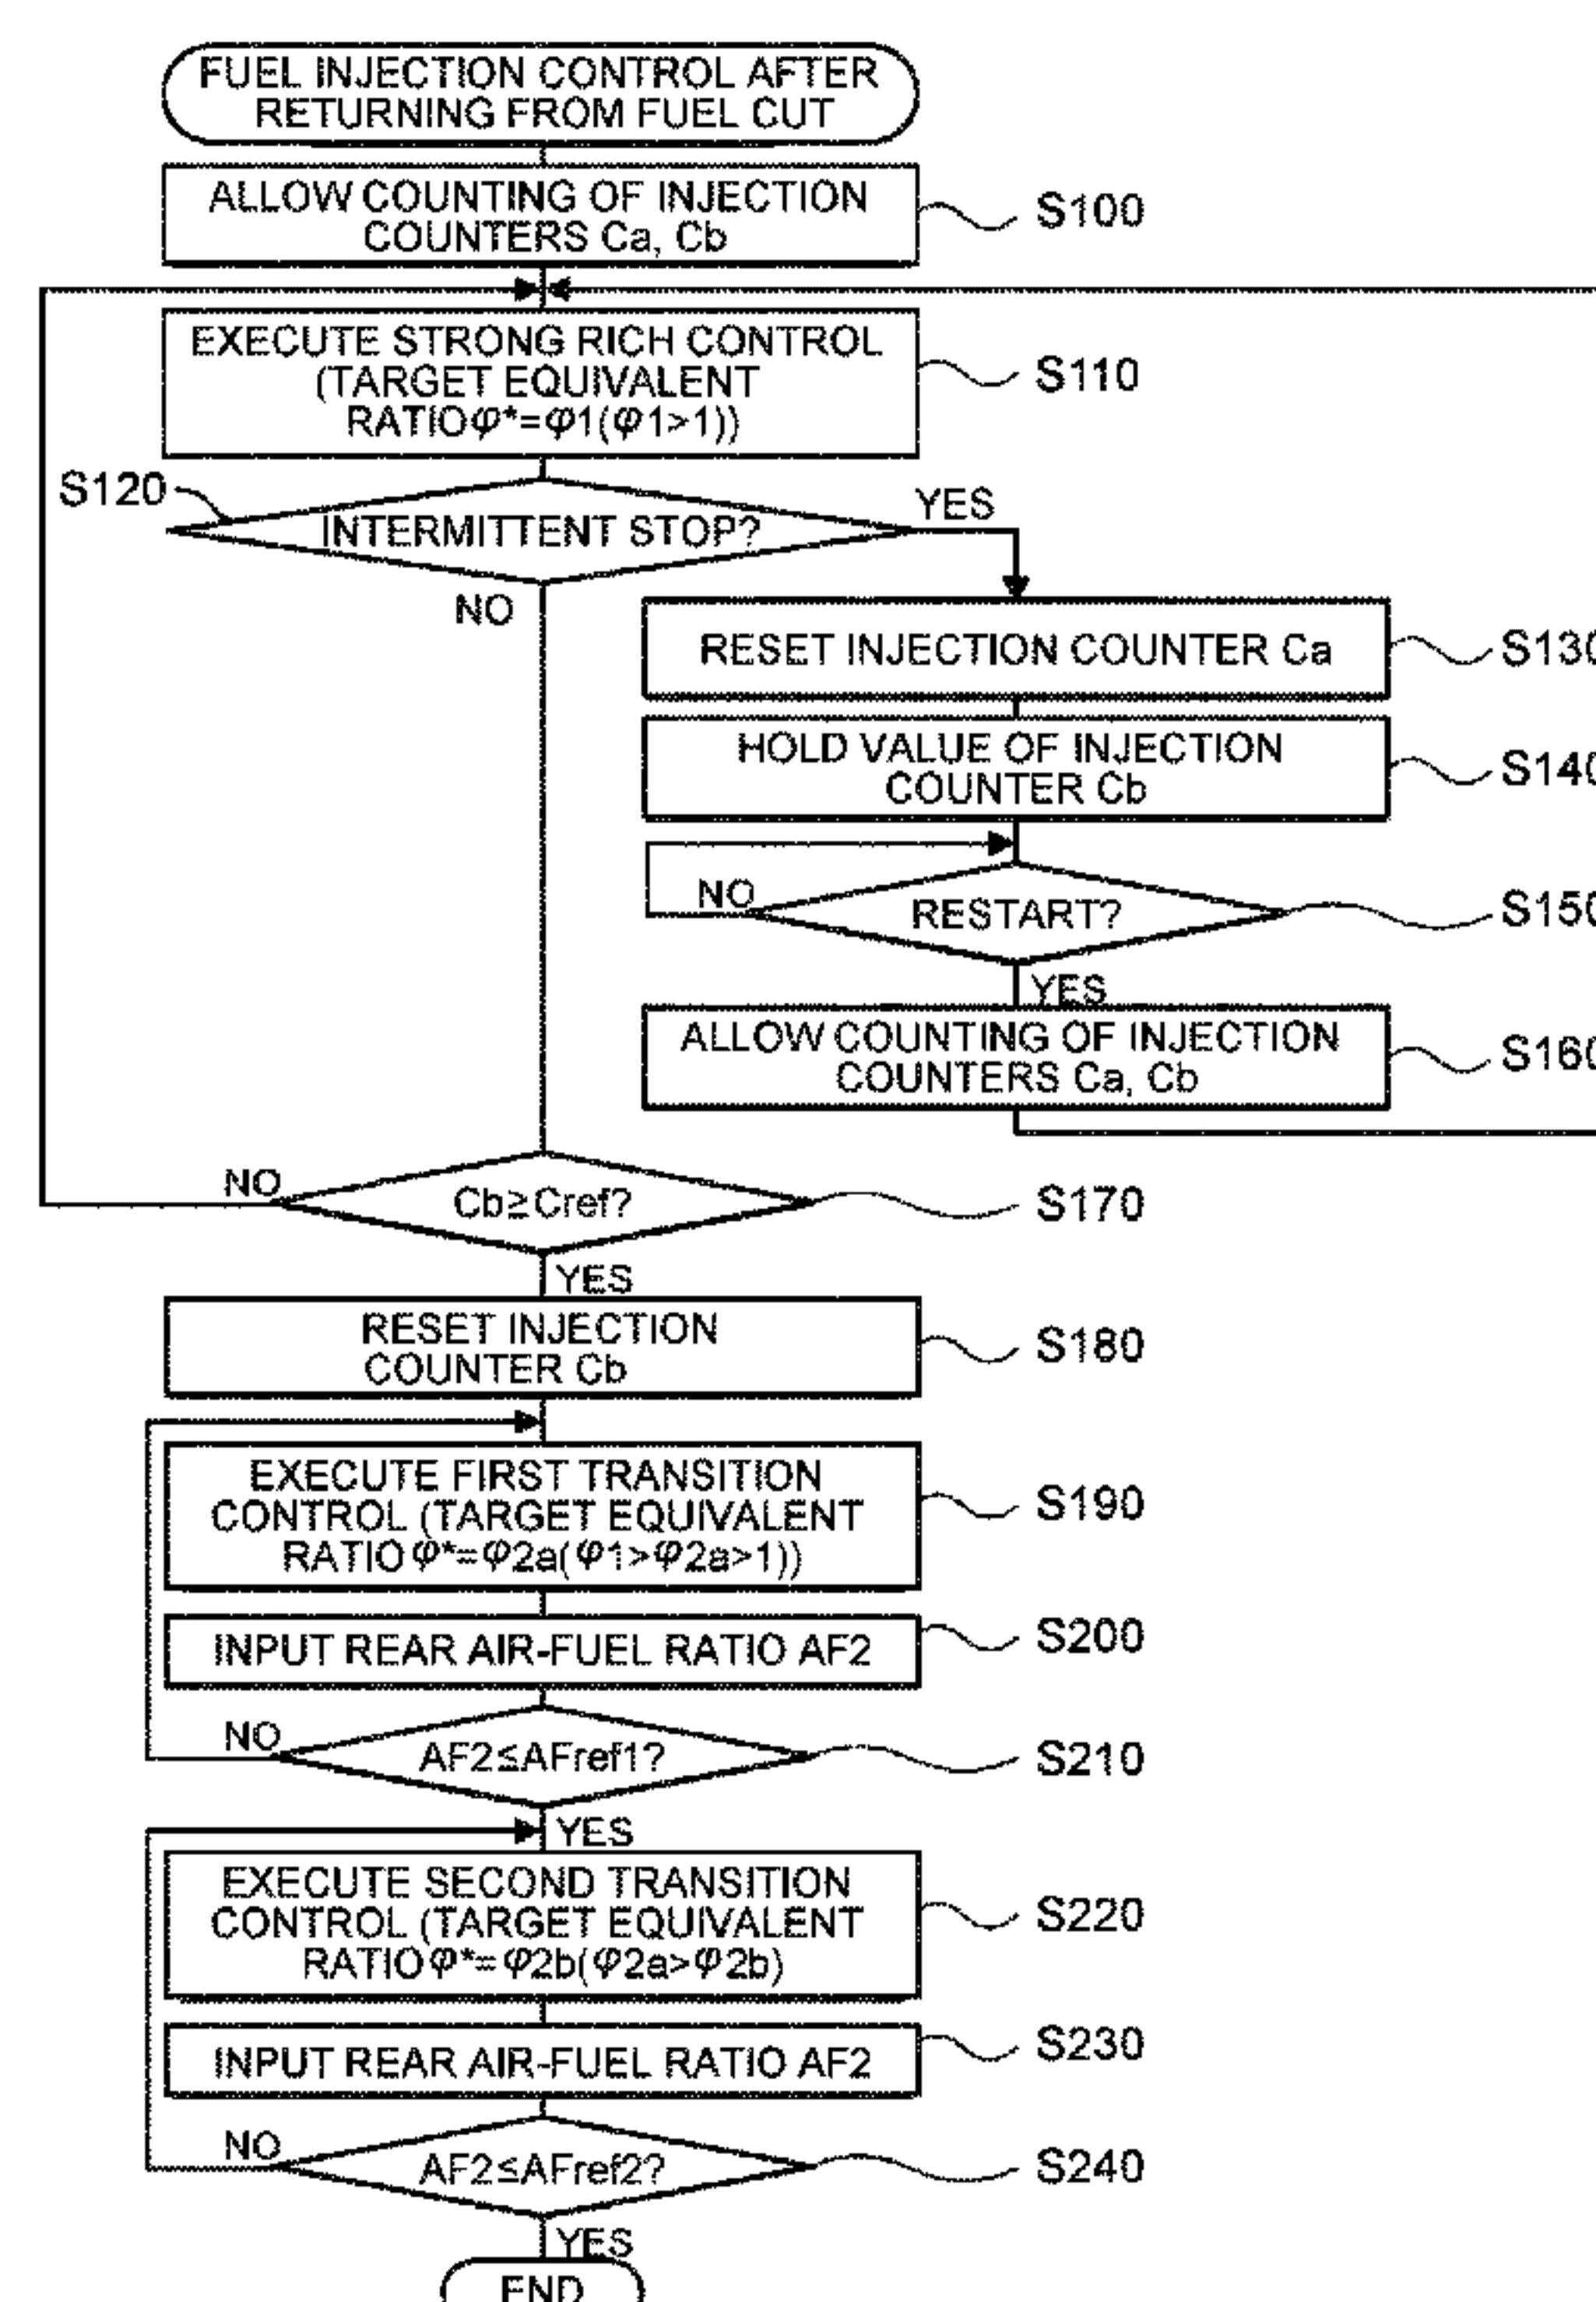 FUEL INJECTION CONTROL AFTER
RETURNING FROM FUEL CUT
ALLOW COUNTING OF INJECTION
COUNTERS Ca, Cb
S100
EXECUTE STRONG RICH CONTROL
(TARGET EQUIVALENT
RATIO φ*=φ1(φ1>1))
S110
S120
INTERMITTENT STOP?
YES
NO
RESET INJECTION COUNTER Ca
S130
HOLD VALUE OF INJECTION
COUNTER Cb
S140
NO
RESTART?
S150
YES
ALLOW COUNTING OF INJECTION
COUNTERS Ca, Cb
S160
NO
Cb≥Cref?
S170
YES
RESET INJECTION
COUNTER Cb
S180
EXECUTE FIRST TRANSITION
CONTROL (TARGET EQUIVALENT
RATIO φ*=φ2a(φ1>φ2a>1))
S190
INPUT REAR AIR-FUEL RATIO AF2
S200
NO
AF2≤AFref1?
S210
YES
EXECUTE SECOND TRANSITION
CONTROL (TARGET EQUIVALENT
RATIO φ*=φ2b(φ2a>φ2b)
S220
INPUT REAR AIR-FUEL RATIO AF2
S230
NO
AF2≤AFref2?
S240
YES
END